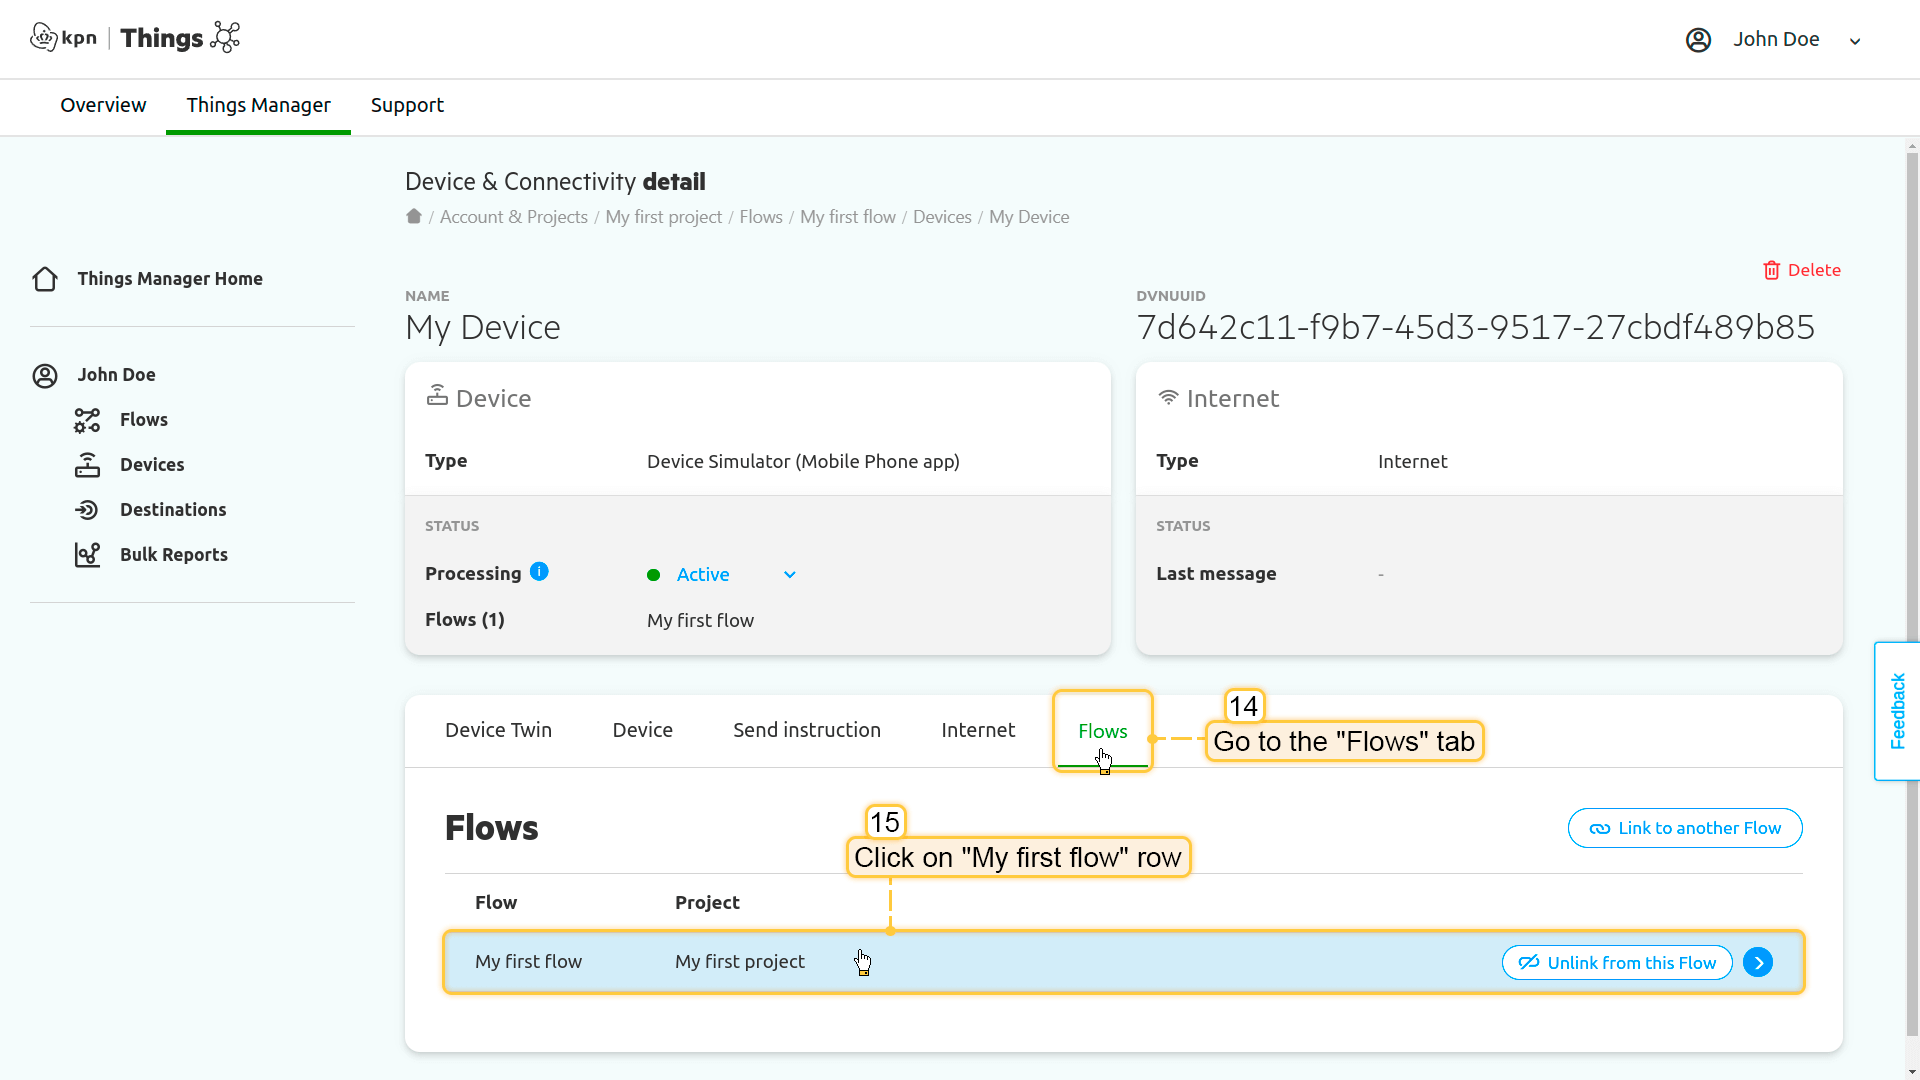 kpn | Things
John Doe
Overview
Things Manager
Support
Device & Connectivity detail
/ Account & Projects / My first project / Flows / My first flow / Devices / My Device
Things Manager Home
John Doe
Flows
Devices
Destinations
Bulk Reports
Delete
NAME
My Device
DVNUUID
7d642c11-f9b7-45d3-9517-27cbdf489b85
Device
Type
Device Simulator (Mobile Phone app)
STATUS
Processing i
Active
Flows (1)
My first flow
Internet
Type
Internet
STATUS
Last message
-
Feedback
Device Twin
Device
Send instruction
Internet
Flows
14
Go to the "Flows" tab
Flows
15
Click on "My first flow" row
Link to another Flow
Flow
Project
My first flow
My first project
Unlink from this Flow